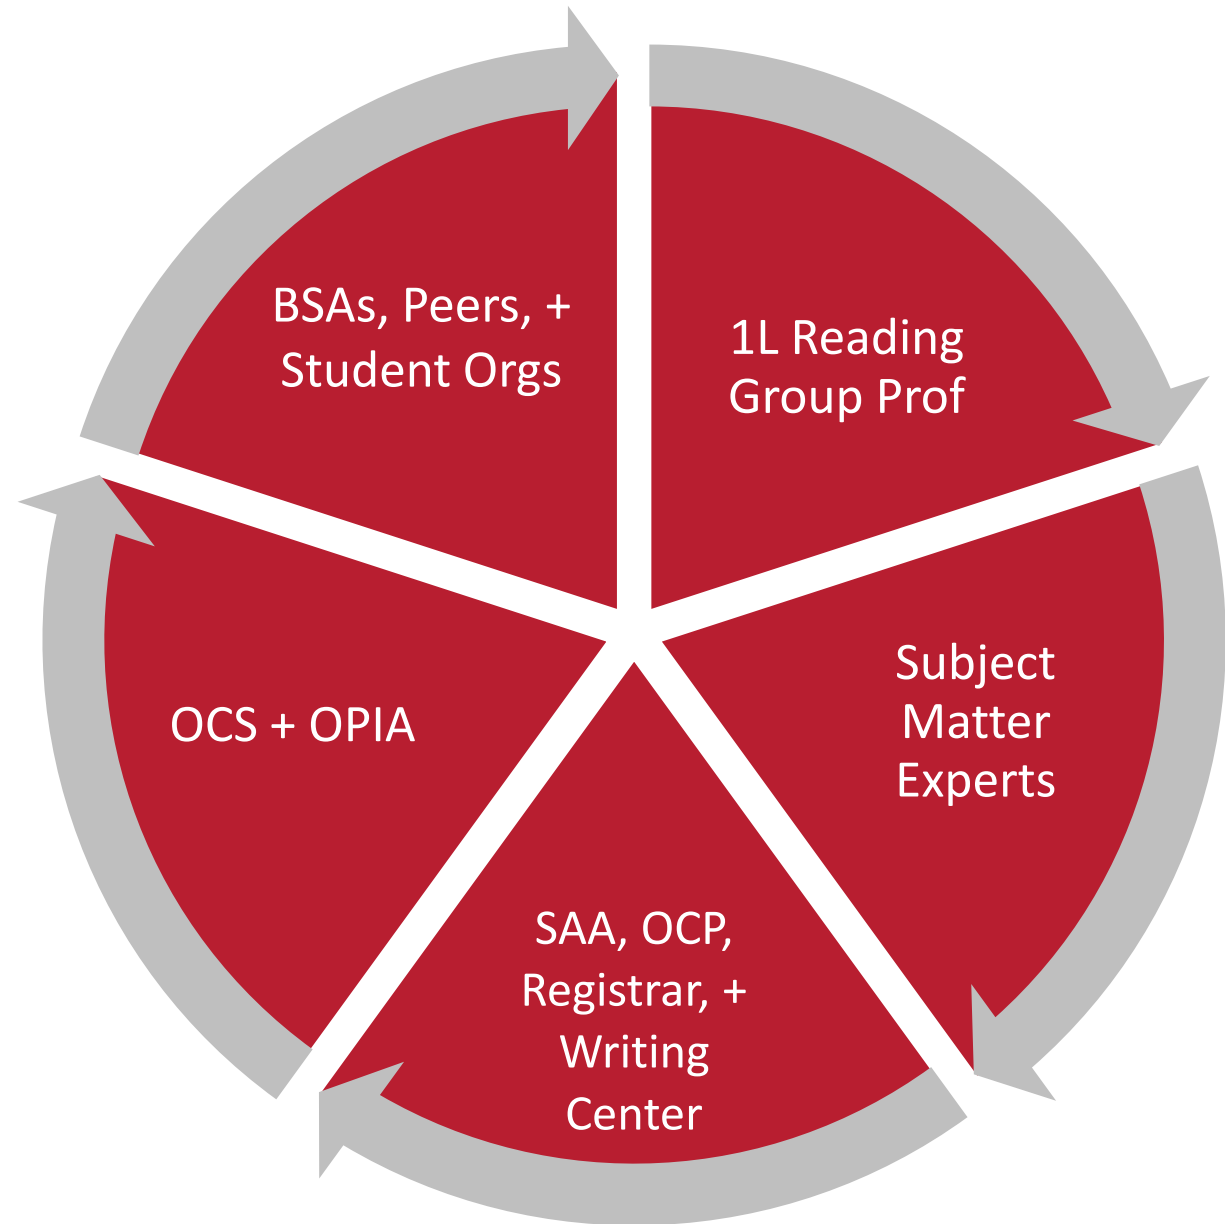 BSAs, Peers, +
Student Orgs
1L Reading
Group Prof
Subject
Matter
Experts
SAA, OCP,
Registrar, +
Writing
Center
OCS + OPIA